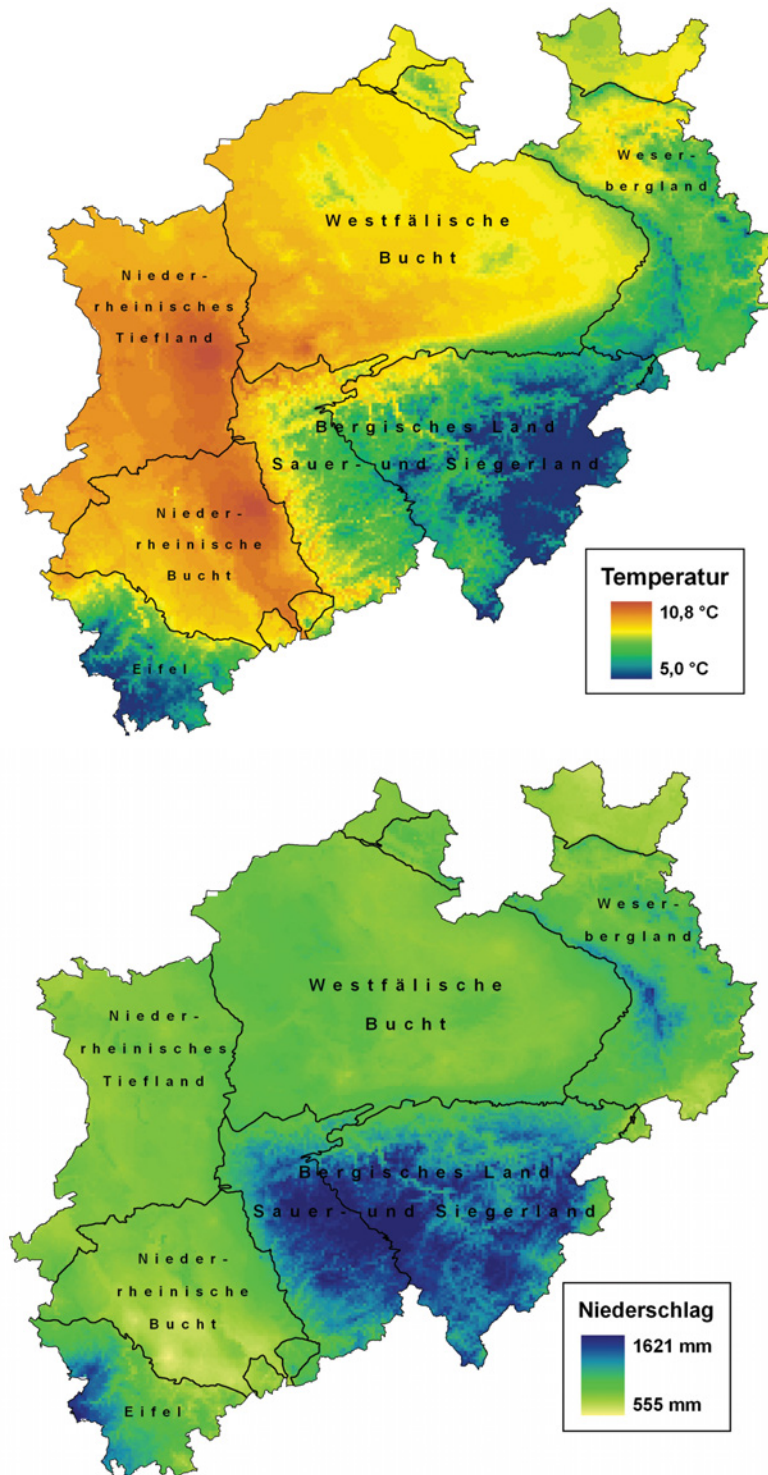 Weser-
bergland
Westfälische
Bucht
Nieder-
rheinisches
Tiefland
Bergisches Land
Sauer- und Siegerland
Nieder-
rheinische
Bucht
Eifel
Temperatur
10,8 °C
5,0 °C
Weser-
bergland
Westfälische
Bucht
Nieder-
rheinisches
Tiefland
Bergisches Land
Sauer- und Siegerland
Nieder-
rheinische
Bucht
Eifel
Niederschlag
1621 mm
555 mm